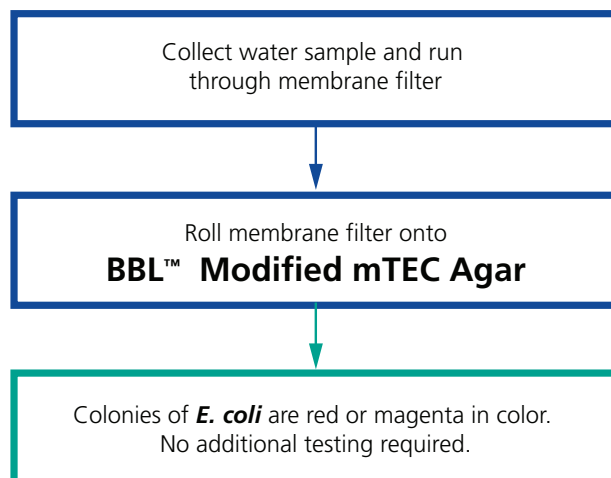 Collect water sample and run
through membrane filter
Roll membrane filter onto
BBL™ Modified mTEC Agar
Colonies of E. coli are red or magenta in color.
No additional testing required.